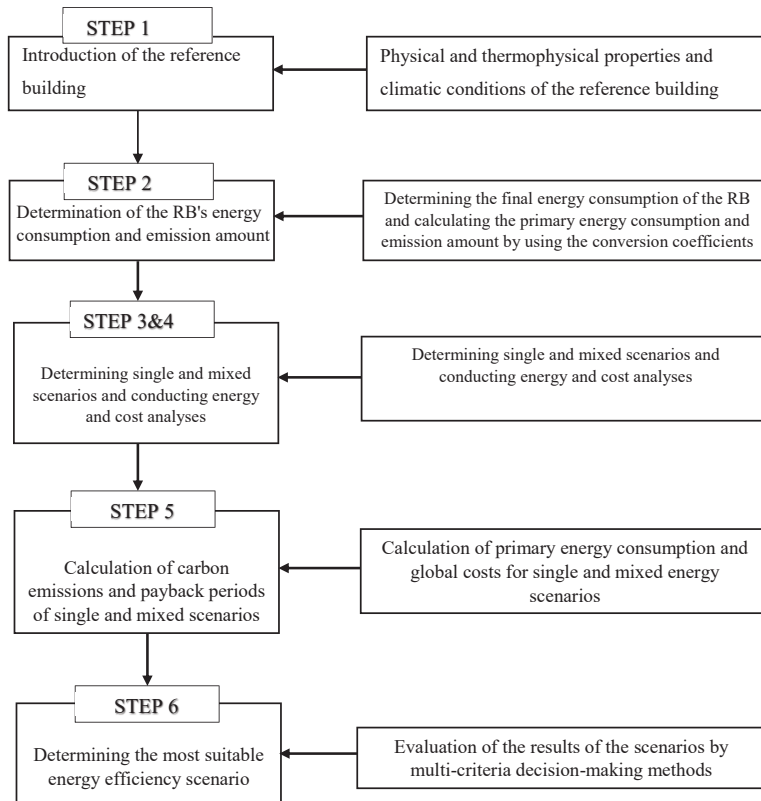 STEP 1
Introduction of the reference
building
Physical and thermophysical properties and
climatic conditions of the reference building
STEP 2
Determination of the RB's energy
consumption and emission amount
Determining the final energy consumption of the RB
and calculating the primary energy consumption and
emission amount by using the conversion coefficients
STEP 3&4
Determining single and mixed
scenarios and conducting energy
and cost analyses
Determining single and mixed scenarios and
conducting energy and cost analyses
STEP 5
Calculation of carbon
emissions and payback periods
of single and mixed scenarios
Calculation of primary energy consumption and
global costs for single and mixed energy
scenarios
STEP 6
Determining the most suitable
energy efficiency scenario
Evaluation of the results of the scenarios by
multi-criteria decision-making methods